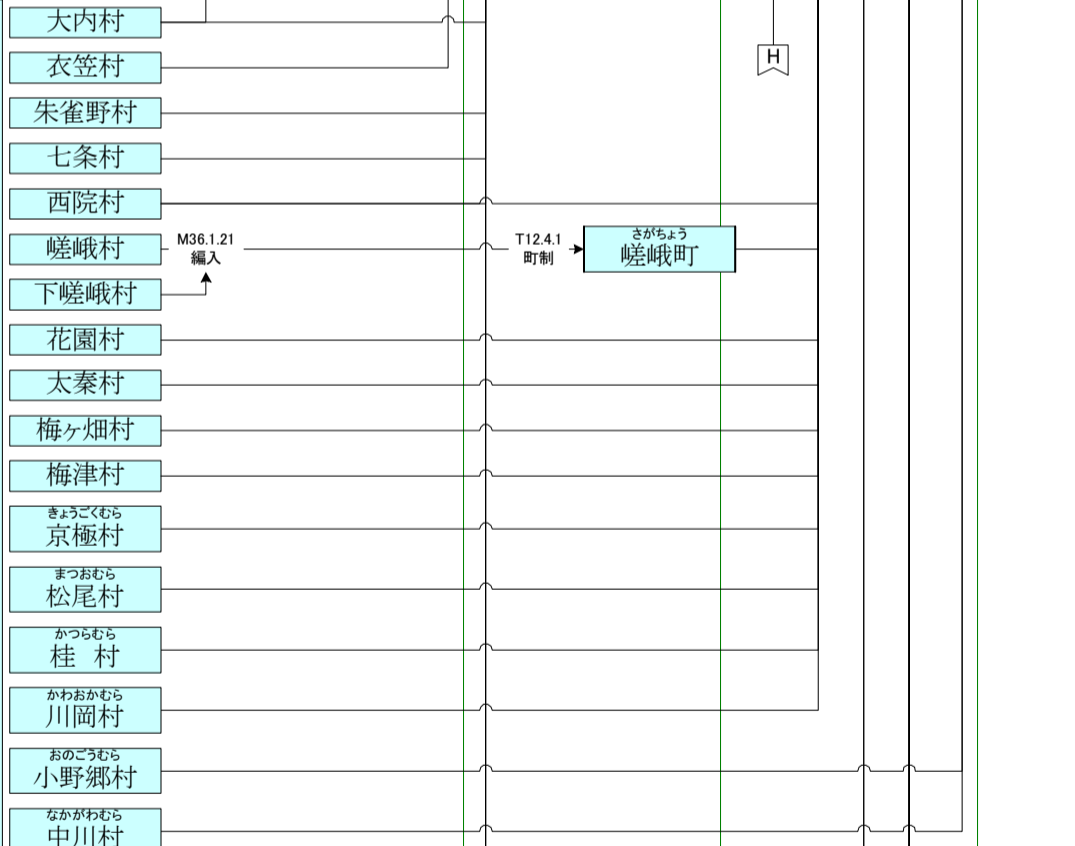 大内村
H
衣笠村
朱雀野村
七条村
西院村
嵯峨村
M36.1.21
編入
T12.4.1
町制
さがちょう
嵯峨町
下嵯峨村
花園村
太秦村
梅ヶ畑村
梅津村
きょうごくむら
京極村
まつおむら
松尾村
かつらむら
桂 村
かわおかむら
川岡村
おのごうむら
小野郷村
なかがわむら
中川村